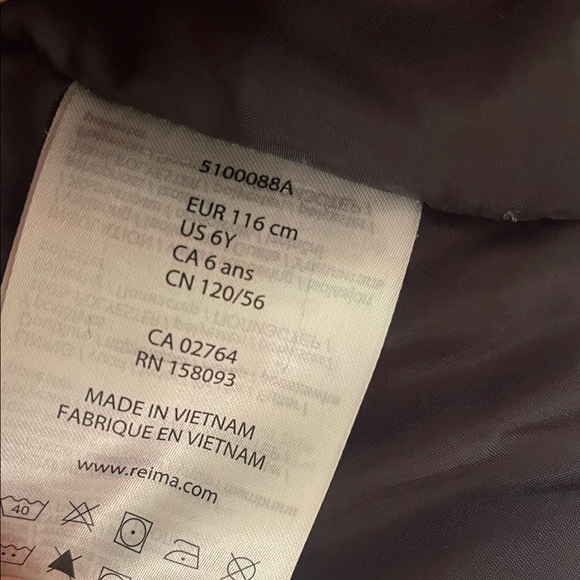 5100088A
EUR 116 cm
US 6Y
CA 6 ans
CN 120/56
CA 02764
RN 158093
MADE IN VIETNAM
FABRIQUE EN VIETNAM
www.reima.com
40